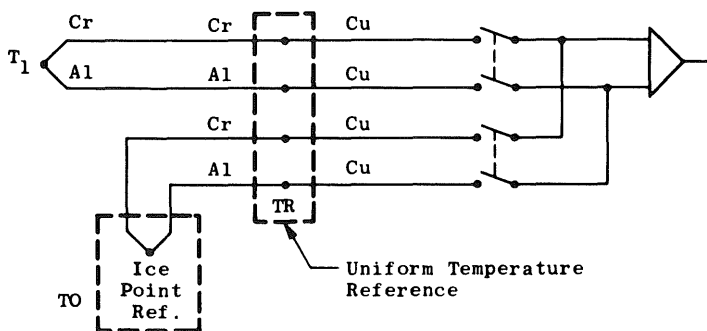 Cr Cr Cu
T1
Al Al Cu
Cr Cu
Al Cu
TR
Ice
Point
Ref.
TO
Uniform Temperature
Reference